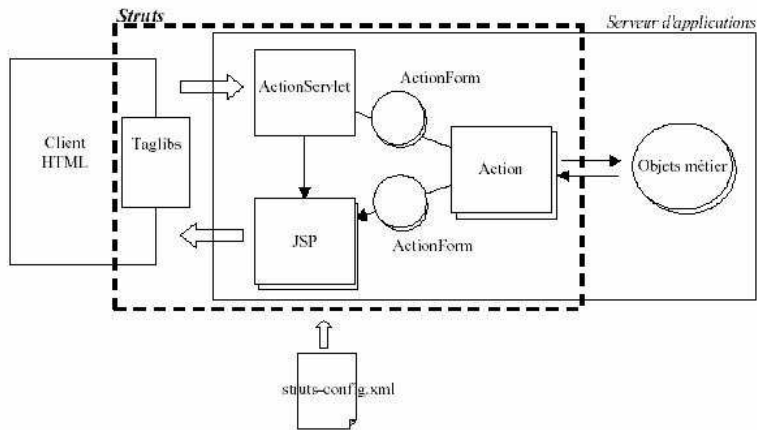 Struts
Serveur d'applications
ActionForm
ActionServlet
Client
HTML
Taglibs
Action
Objets métier
JSP
ActionForm
struts-config.xml